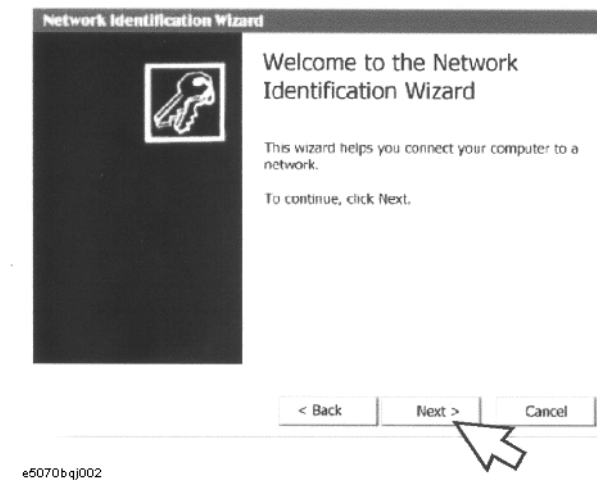 Network Identification Wizard
Welcome to the Network
Identification Wizard
This wizard helps you connect your computer to a
network.
To continue, click Next.
< Back
Next >
Cancel
e5070bqj002